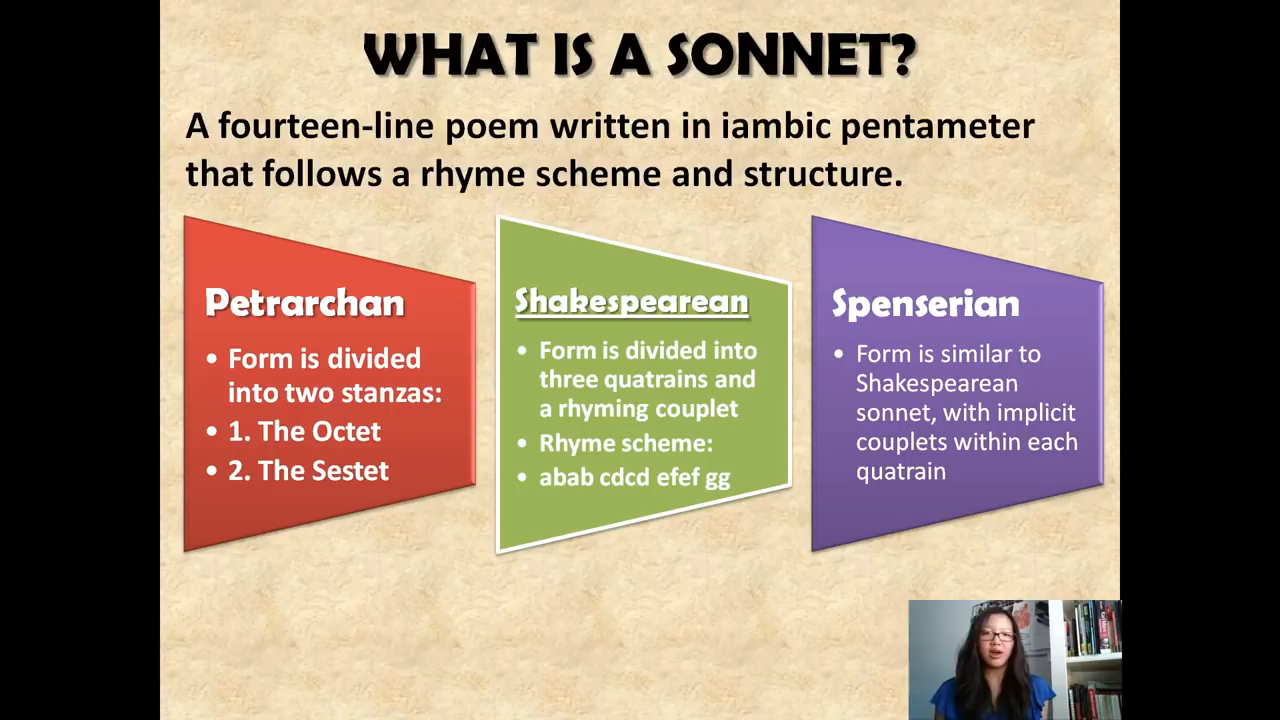 WHAT IS A SONNET?
A fourteen-line poem written in iambic pentameter
that follows a rhyme scheme and structure.
Petrarchan
• Form is divided
into two stanzas:
• 1. The Octet
• 2. The Sestet
Shakespearean
• Form is divided into
three quatrains and
a rhyming couplet
• Rhyme scheme:
• abab cdcd efef gg
Spenserian
• Form is similar to
Shakespearean
sonnet, with implicit
couplets within each
quatrain